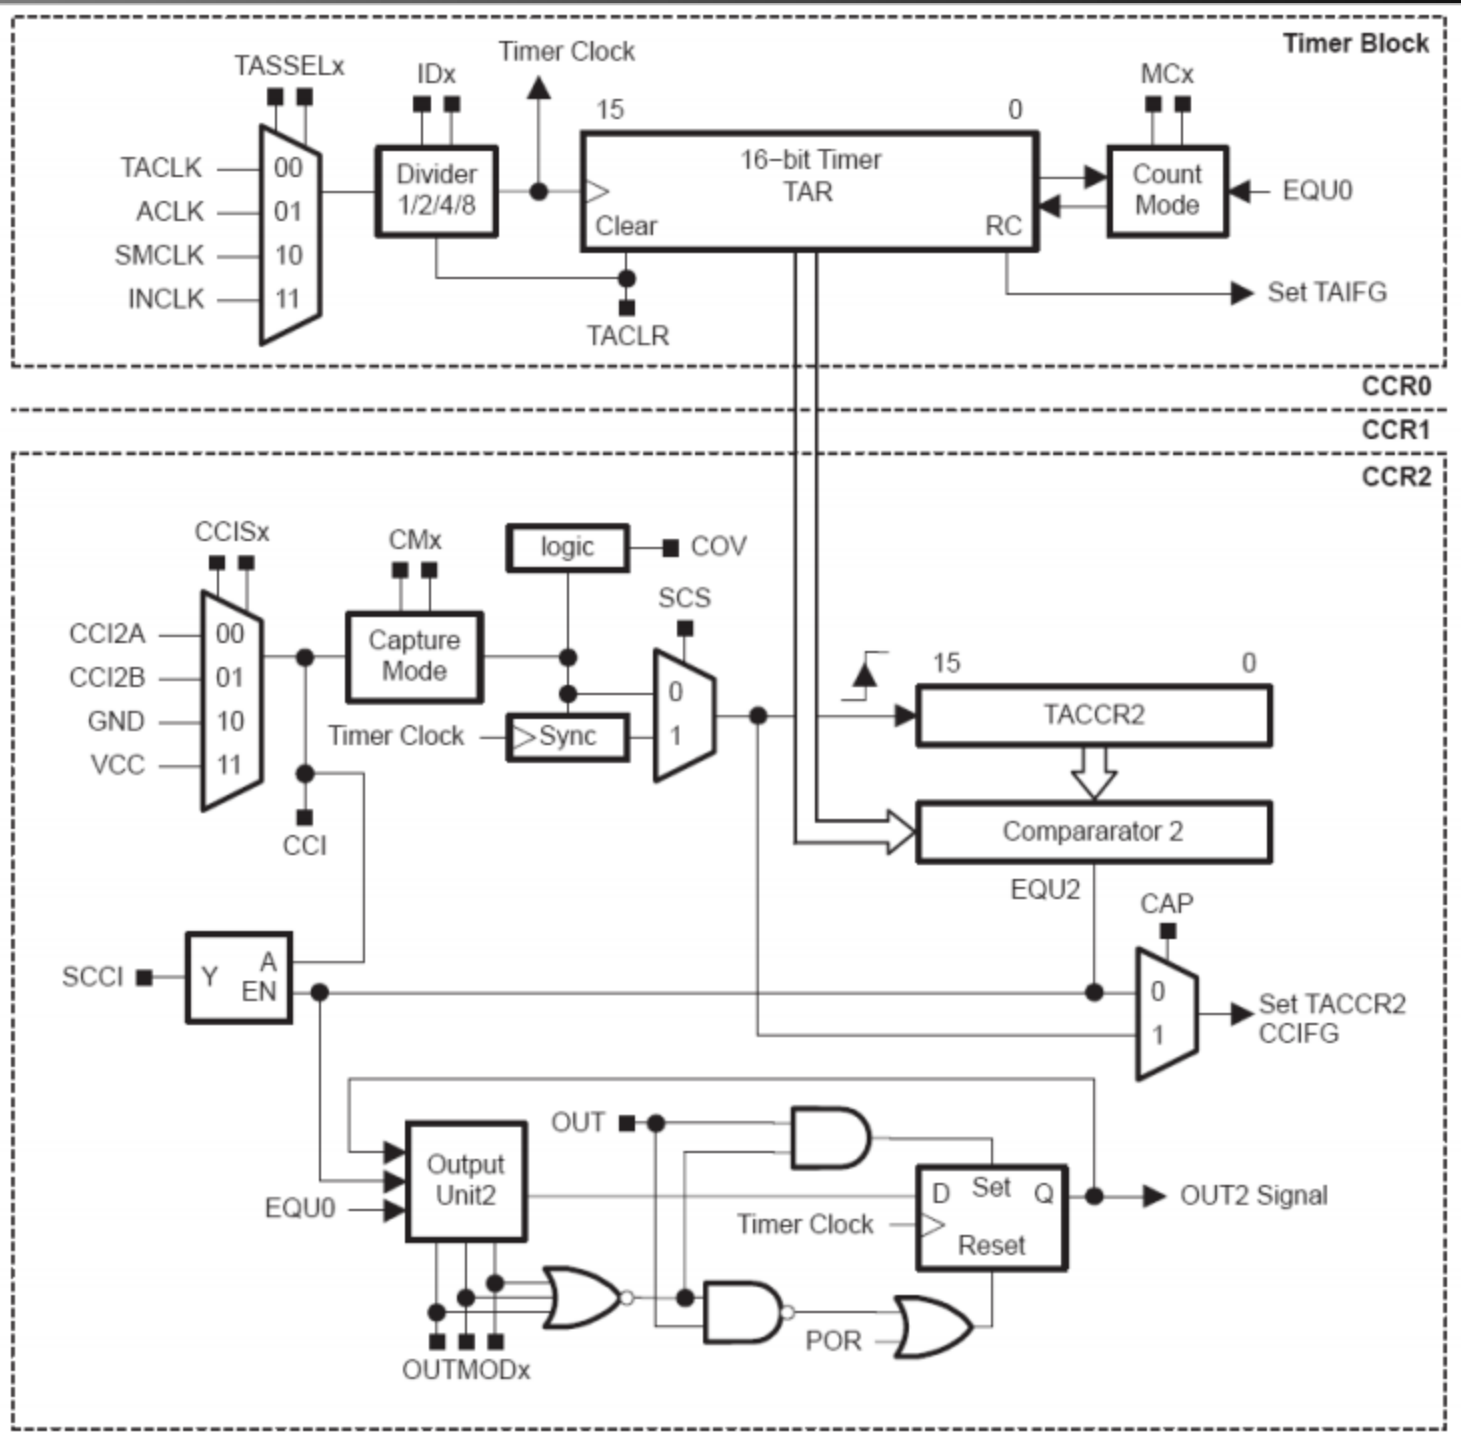 Timer Block
TASSELx
IDx
Timer Clock
MCx
15
0
TACLK
ACLK
SMCLK
INCLK
00
01
10
11
Divider
1/2/4/8
16−bit Timer
TAR
Clear
RC
Count
Mode
EQU0
Set TAIFG
TACLR
CCR0
CCR1
CCR2
CCISx
CMx
logic
COV
SCS
CCI2A
CCI2B
GND
VCC
00
01
10
11
Capture
Mode
Timer Clock
Sync
0
1
15
0
TACCR2
Compararator 2
CCI
EQU2
CAP
SCCI
Y
A
EN
0
1
Set TACCR2
CCIFG
OUT
Output
Unit2
EQU0
D
Set
Q
Timer Clock
Reset
OUT2 Signal
POR
OUTMODx